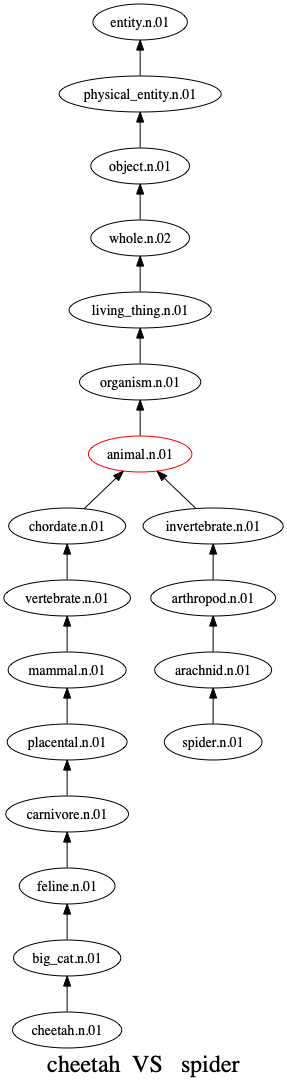 entity.n.01
physical_entity.n.01
object.n.01
whole.n.02
living_thing.n.01
organism.n.01
animal.n.01
chordate.n.01 invertebrate.n.01
vertebrate.n.01 arthropod.n.01
mammal.n.01 arachnid.n.01
placental.n.01 spider.n.01
carnivore.n.01
feline.n.01
big_cat.n.01
cheetah.n.01
cheetah VS spider